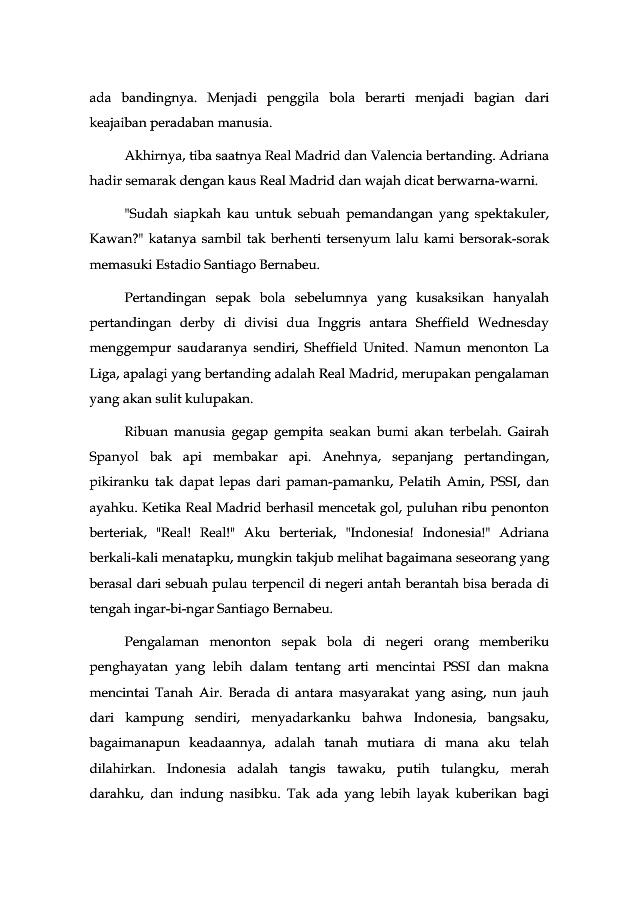 ada bandingnya. Menjadi penggila bola berarti menjadi bagian dari
keajaiban peradaban manusia.
Akhirnya, tiba saatnya Real Madrid dan Valencia bertanding. Adriana
hadir semarak dengan kaus Real Madrid dan wajah dicat berwarna-warni.
"Sudah siapkah kau untuk sebuah pemandangan yang spektakuler,
Kawan?" katanya sambil tak berhenti tersenyum lalu kami bersorak-sorak
memasuki Estadio Santiago Bernabeu.
Pertandingan sepak bola sebelumnya yang kusaksikan hanyalah
pertandingan derby di divisi dua Inggris antara Sheffield Wednesday
menggempur saudaranya sendiri, Sheffield United. Namun menonton La
Liga, apalagi yang bertanding adalah Real Madrid, merupakan pengalaman
yang akan sulit kulupakan.
Ribuan manusia gegap gempita seakan bumi akan terbelah. Gairah
Spanyol bak api membakar api. Anehnya, sepanjang pertandingan,
pikiranku tak dapat lepas dari paman-pamanku, Pelatih Amin, PSSI, dan
ayahku. Ketika Real Madrid berhasil mencetak gol, puluhan ribu penonton
berteriak, "Real! Real!" Aku berteriak, "Indonesia! Indonesia!" Adriana
berkali-kali menatapku, mungkin takjub melihat bagaimana seseorang yang
berasal dari sebuah pulau terpencil di negeri antah berantah bisa berada di
tengah ingar-bi-ngar Santiago Bernabeu.
Pengalaman menonton sepak bola di negeri orang memberiku
penghayatan yang lebih dalam tentang arti mencintai PSSI dan makna
mencintai Tanah Air. Berada di antara masyarakat yang asing, nun jauh
dari kampung sendiri, menyadarkanku bahwa Indonesia, bangsaku,
bagaimanapun keadaannya, adalah tanah mutiara di mana aku telah
dilahirkan. Indonesia adalah tangis tawaku, putih tulangku, merah
darahku, dan indung nasibku. Tak ada yang lebih layak kuberikan bagi